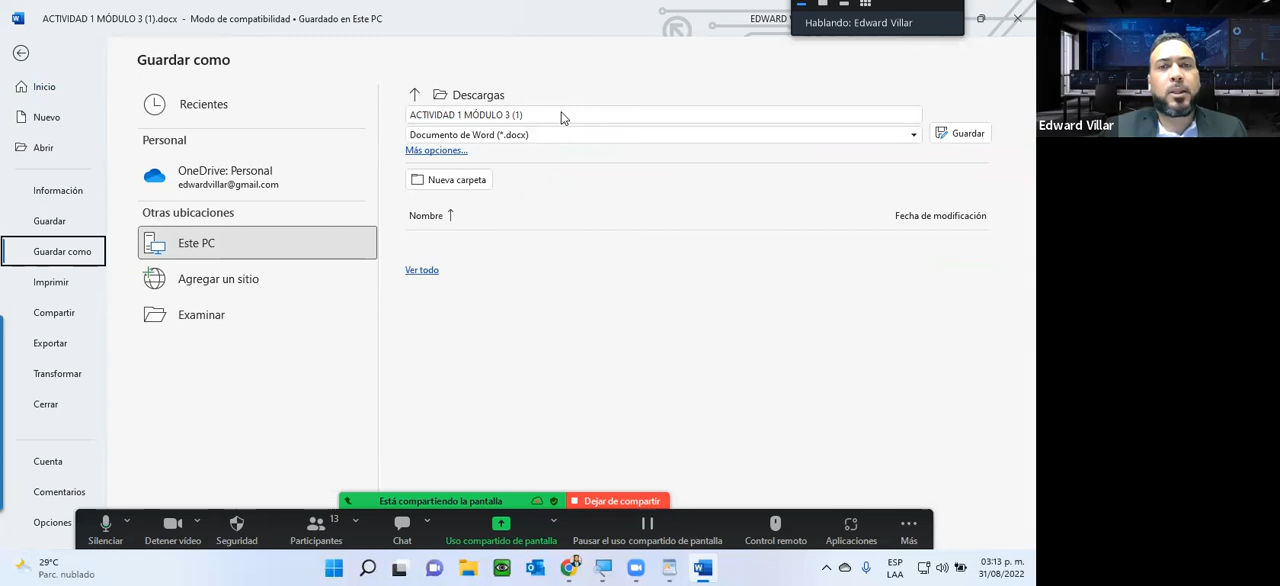 ACTIVIDAD 1 MÓDULO 3 (1).docx - Modo de compatibilidad • Guardado en Este PC
EDWARD V
Hablando: Edward Villar
Guardar como
Inicio
Nuevo
Abrir
Información
Guardar
Guardar como
Imprimir
Compartir
Exportar
Transformar
Cerrar
Cuenta
Comentarios
Opciones
Recientes
Personal
OneDrive: Personal
edwardvillar@gmail.com
Otras ubicaciones
Este PC
Agregar un sitio
Examinar
Descargas
ACTIVIDAD 1 MÓDULO 3 (1)
Documento de Word (*.docx)
Guardar
Más opciones...
Nueva carpeta
Nombre
Fecha de modificación
Ver todo
Edward Villar
Está compartiendo la pantalla
Dejar de compartir
Silenciar
Detener vídeo
Seguridad
13
Participantes
Chat
Uso compartido de pantalla
Pausar el uso compartido de pantalla
Control remoto
Aplicaciones
Más
29°C
Parc. nublado
ESP
LAA
03:13 p. m.
31/08/2022